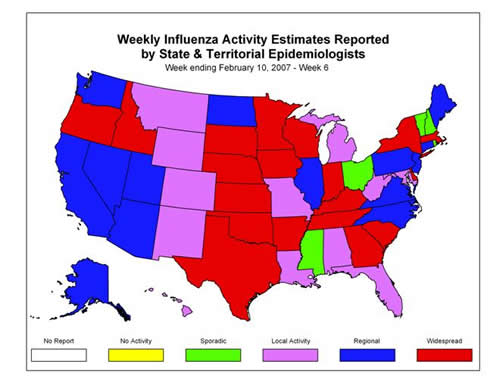 Weekly Influenza Activity Estimates Reported
by State & Territorial Epidemiologists
Week ending February 10, 2007 - Week 6
No Report No Activity Sporadic Local Activity Regional Widespread